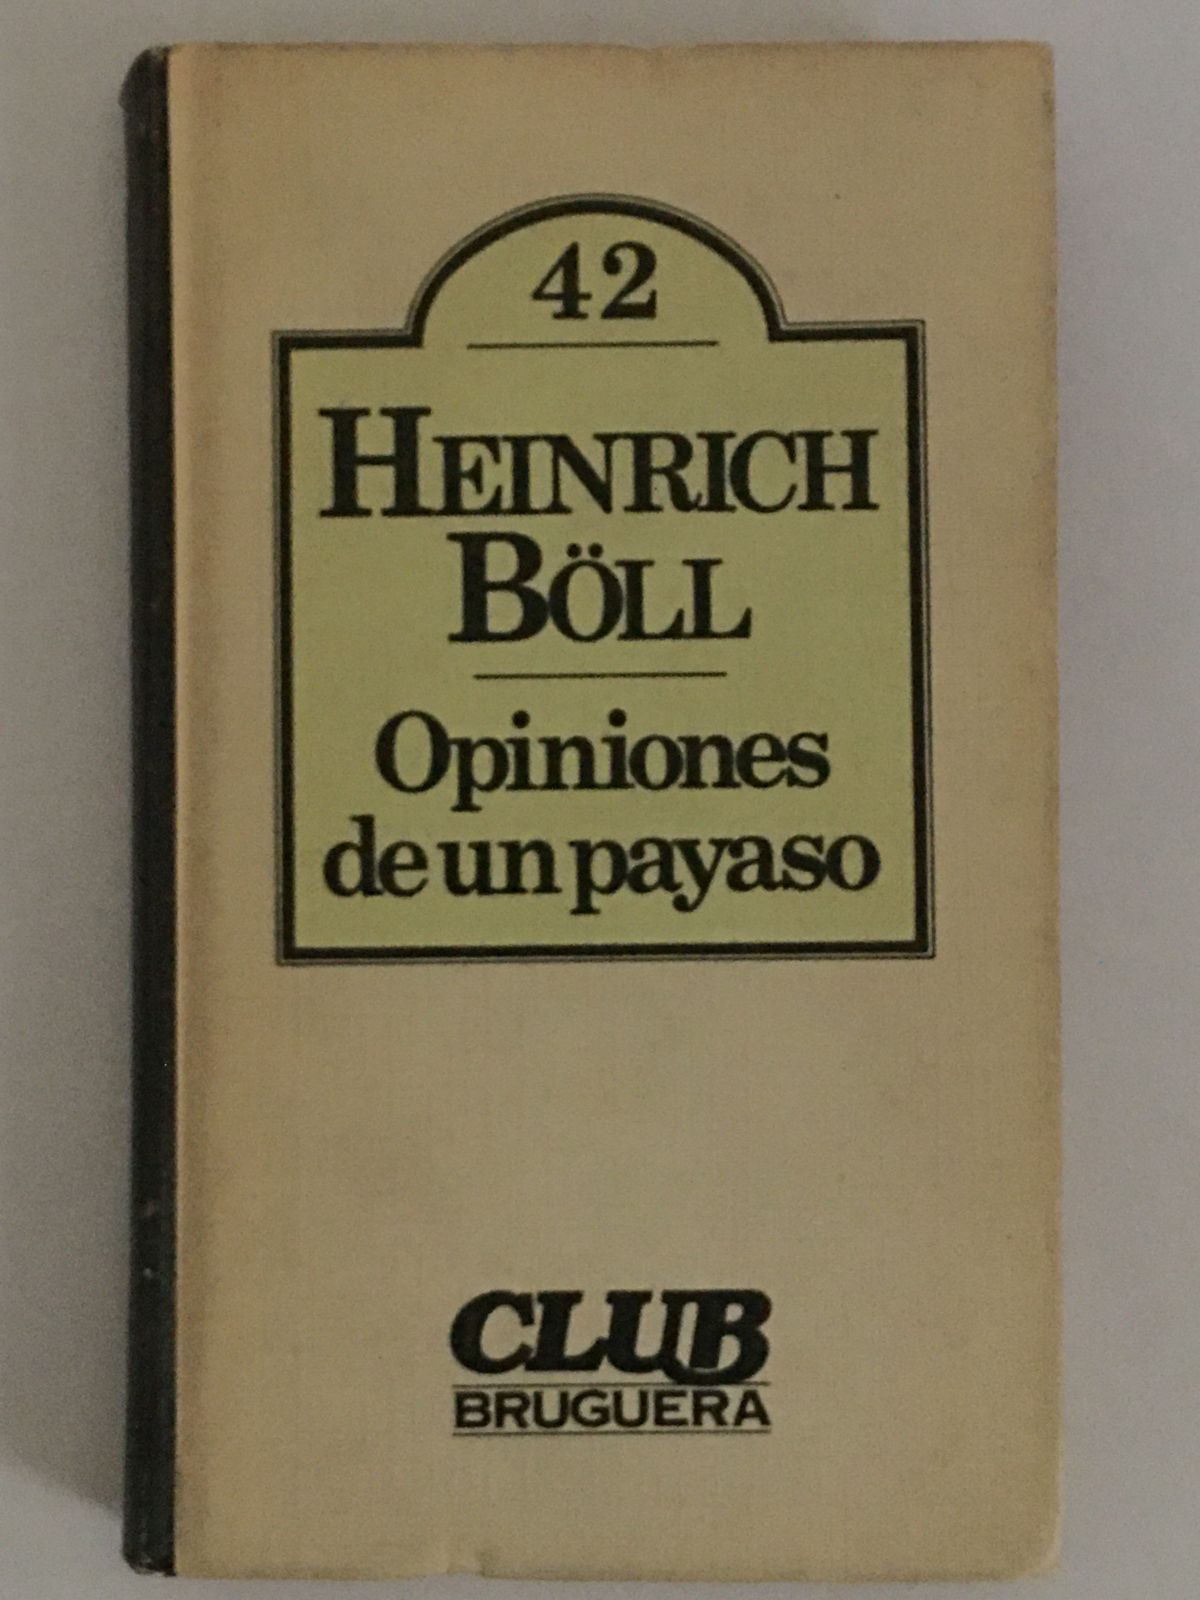 42
HEINRICH
BÖLL
Opiniones
de un payaso
CLUB
BRUGUERA